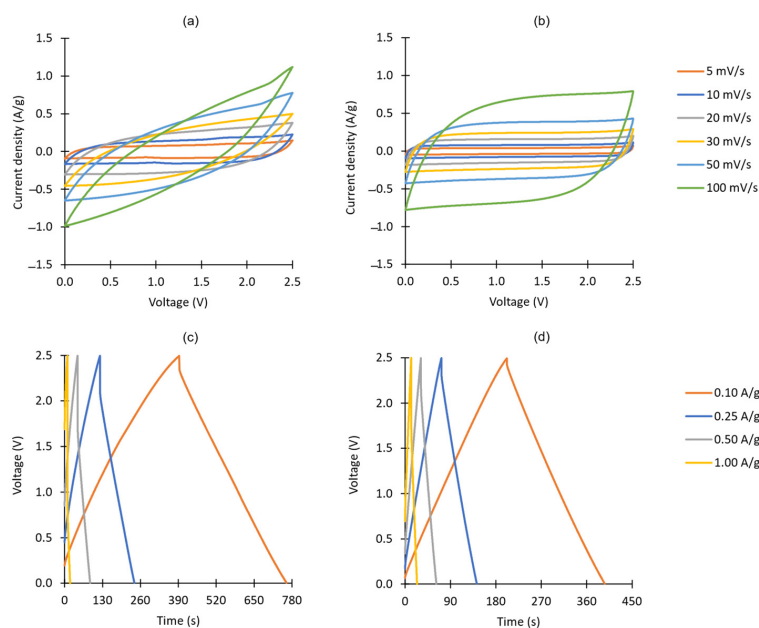 (a)
1.5
1.0
0.5
0.0
–0.5
–1.0
–1.5
Current density (A/g)
0.0 0.5 1.0 1.5 2.0 2.5
Voltage (V)
(b)
1.5
1.0
0.5
0.0
–0.5
–1.0
–1.5
Current density (A/g)
0.0 0.5 1.0 1.5 2.0 2.5
Voltage (V)
5 mV/s
10 mV/s
20 mV/s
30 mV/s
50 mV/s
100 mV/s
(c)
2.5
2.0
1.5
1.0
0.5
0.0
Voltage (V)
0 130 260 390 520 650 780
Time (s)
(d)
2.5
2.0
1.5
1.0
0.5
0.0
Voltage (V)
0 90 180 270 360 450
Time (s)
0.10 A/g
0.25 A/g
0.50 A/g
1.00 A/g